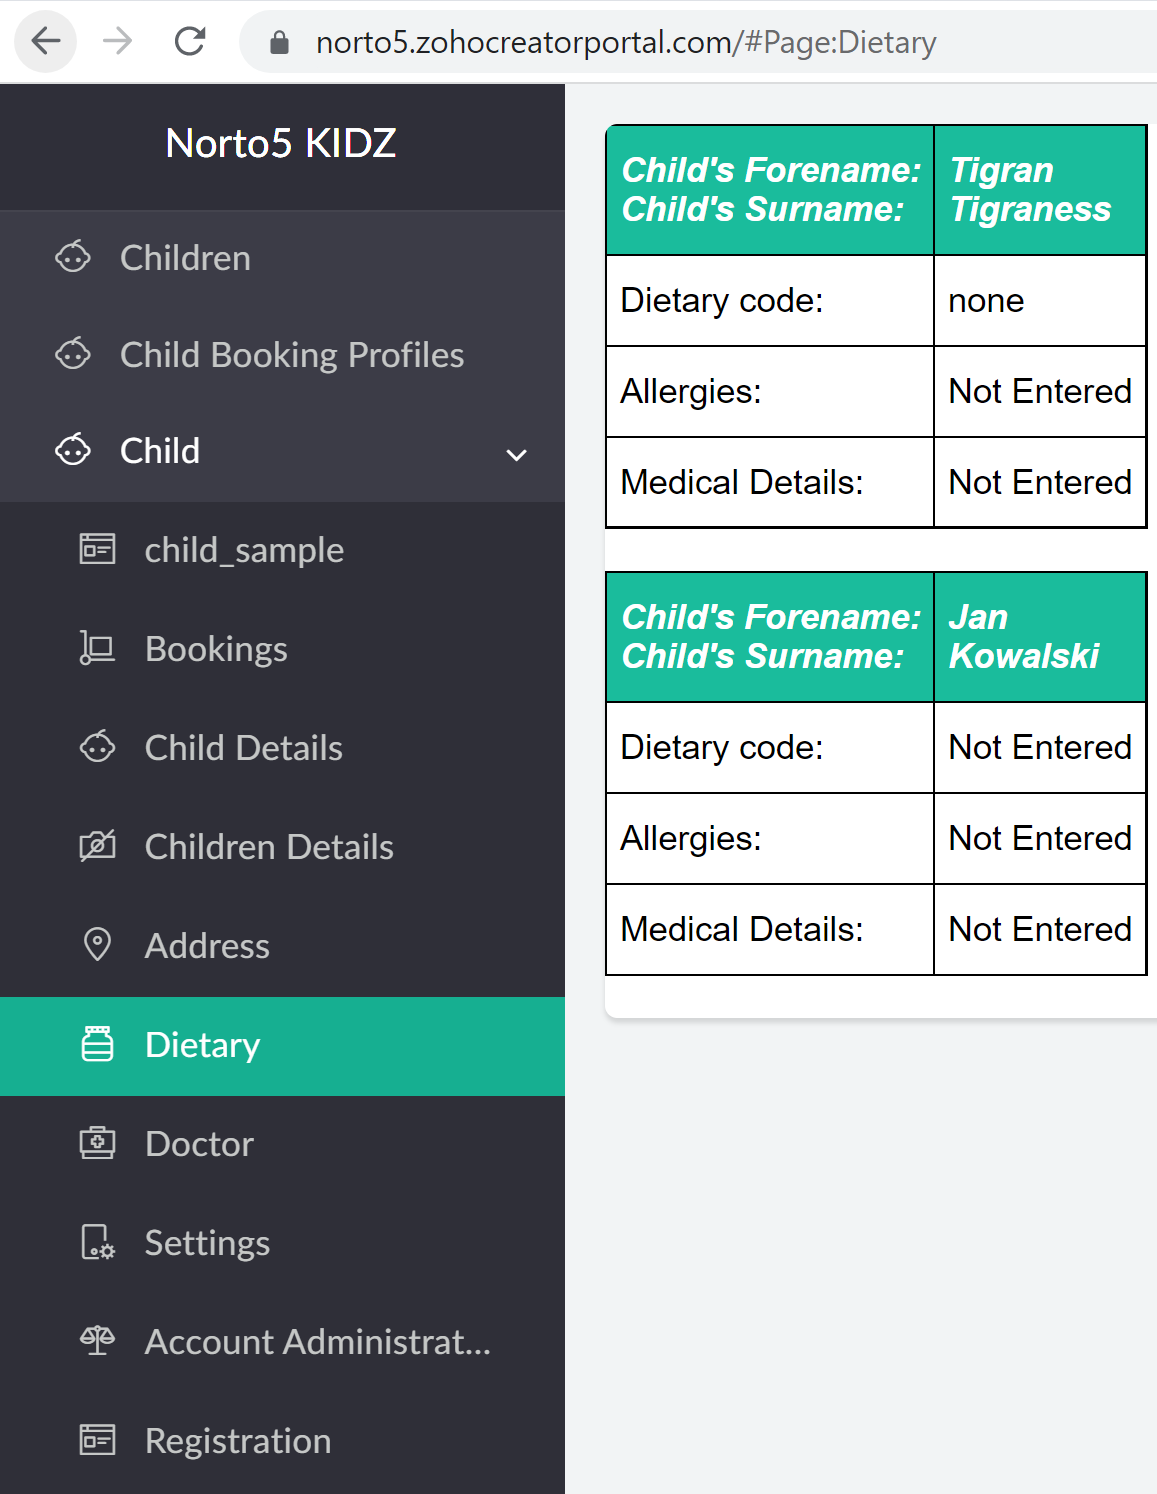 norto5.zohocreatorportal.com/#Page:Dietary
Norto5 KIDZ
Children
Child Booking Profiles
Child
child_sample
Bookings
Child Details
Children Details
Address
Dietary
Doctor
Settings
Account Administrat...
Registration
Child's Forename: Tigran
Child's Surname: Tigraness
Dietary code: none
Allergies: Not Entered
Medical Details: Not Entered
Child's Forename: Jan
Child's Surname: Kowalski
Dietary code: Not Entered
Allergies: Not Entered
Medical Details: Not Entered